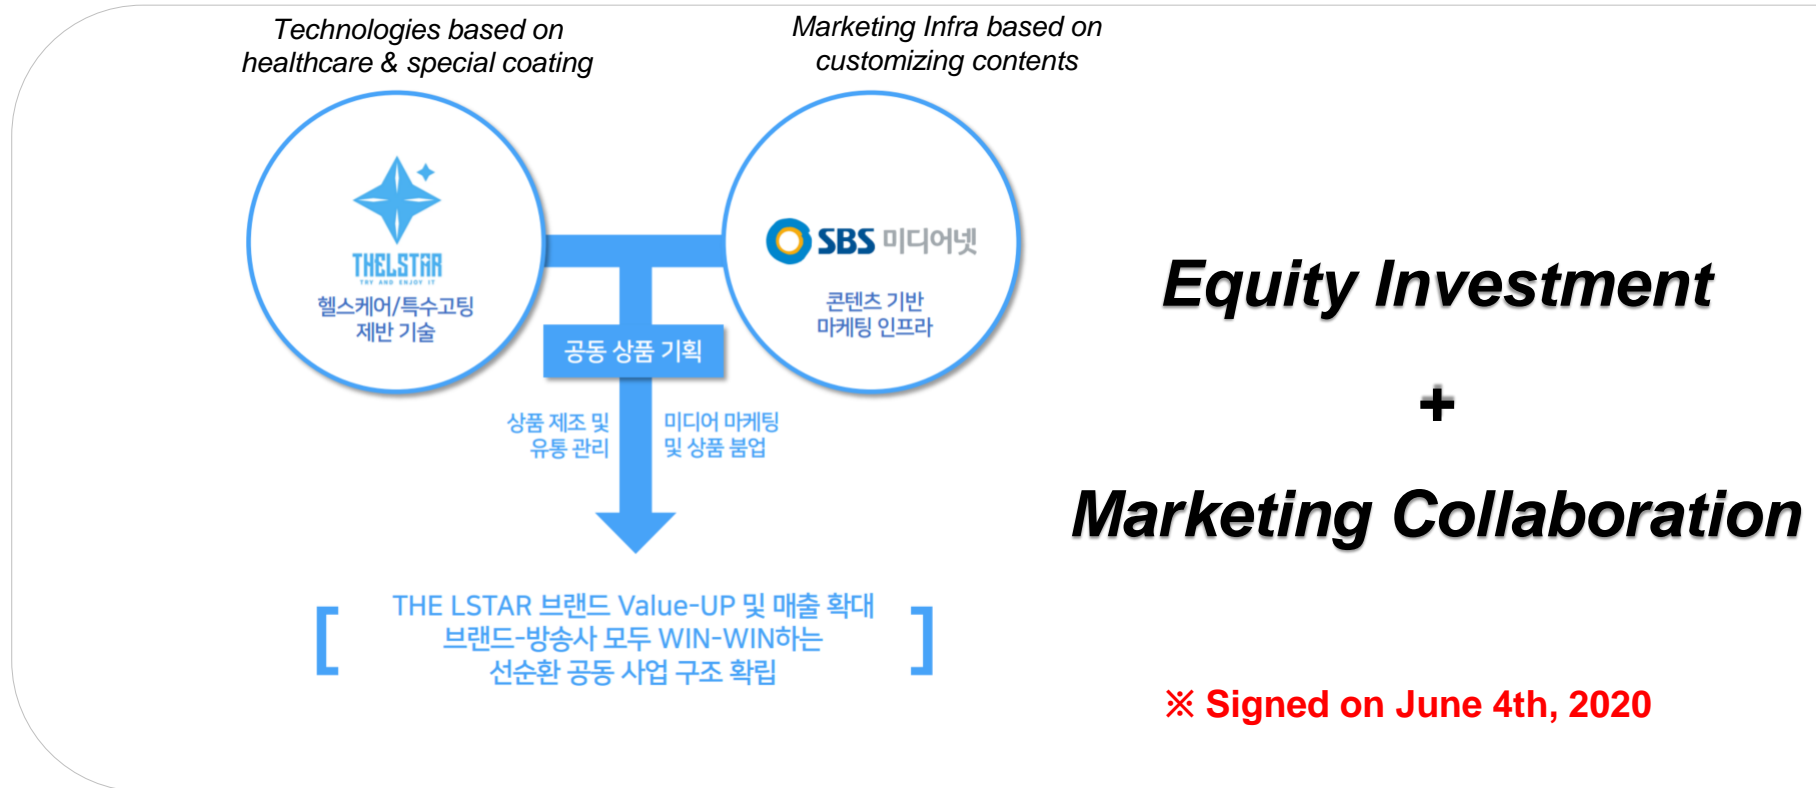 Technologies based on
healthcare & special coating
Marketing Infra based on
customizing contents
THELSTAR
TRY AND ENJOY IT
헬스케어/특수고팅
제반 기술
SBS 미디어넷
콘텐츠 기반
마케팅 인프라
공동 상품 기획
상품 제조 및
유통 관리
미디어 마케팅
및 상품 붐업
THE LSTAR 브랜드 Value-UP 및 매출 확대
브랜드-방송사 모두 WIN-WIN하는
선순환 공동 사업 구조 확립
Equity Investment
+
Marketing Collaboration
※ Signed on June 4th, 2020